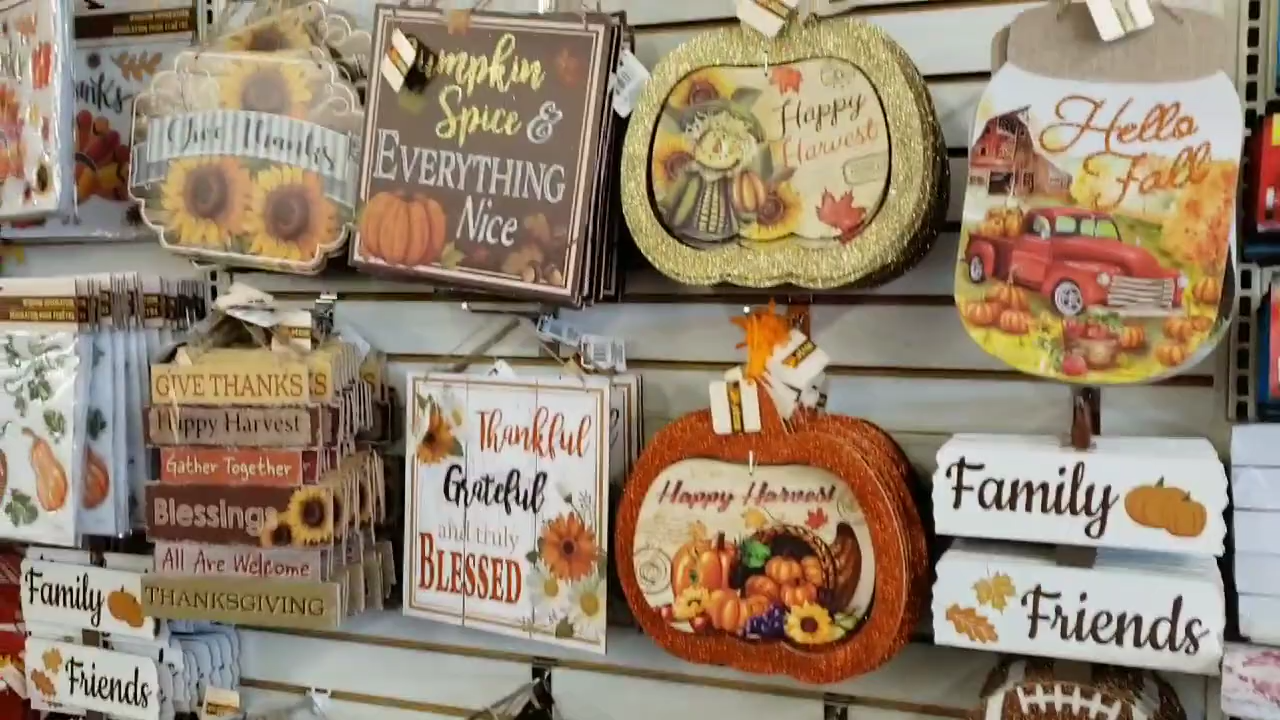 Give Thanks
umpkin
Spice &
EVERYTHING
Nice
Happy
Harvest
Hello
Fall
GIVE THANKS
Happy Harvest
Gather Together
Blessings
All Are Welcome
THANKSGIVING
Thankful
Grateful
and truly
BLESSED
Happy Harvest
Family
Friends
Family
Friends